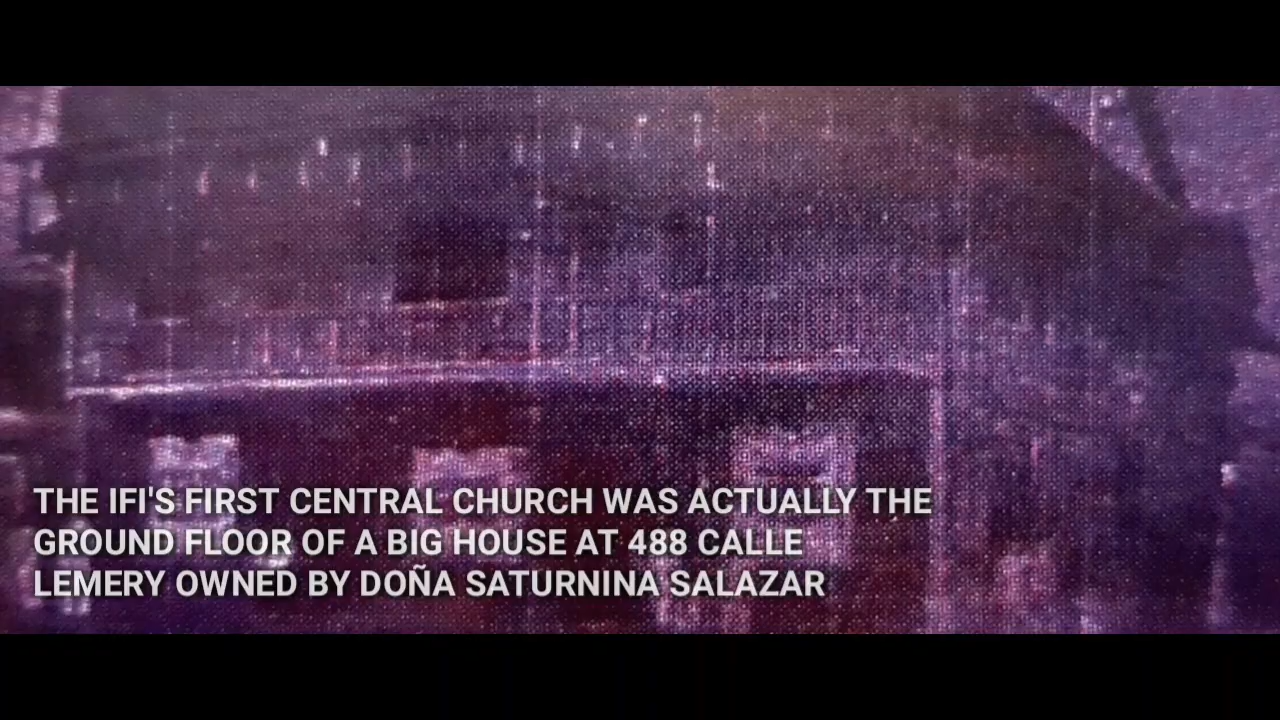 THE IFI'S FIRST CENTRAL CHURCH WAS ACTUALLY THE
GROUND FLOOR OF A BIG HOUSE AT 488 CALLE
LEMERY OWNED BY DOÑA SATURNINA SALAZAR